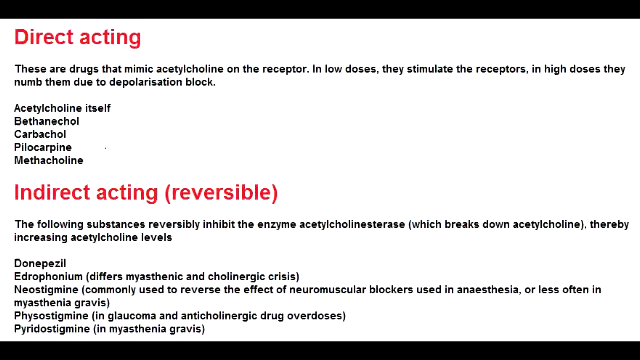 Direct acting
These are drugs that mimic acetylcholine on the receptor. In low doses, they stimulate the receptors, in high doses they
numb them due to depolarisation block.
Acetylcholine itself
Bethanechol
Carbachol
Pilocarpine
Methacholine
Indirect acting (reversible)
The following substances reversibly inhibit the enzyme acetylcholinesterase (which breaks down acetylcholine), thereby
increasing acetylcholine levels
Donepezil
Edrophonium (differs myasthenic and cholinergic crisis)
Neostigmine (commonly used to reverse the effect of neuromuscular blockers used in anaesthesia, or less often in
myasthenia gravis)
Physostigmine (in glaucoma and anticholinergic drug overdoses)
Pyridostigmine (in myasthenia gravis)